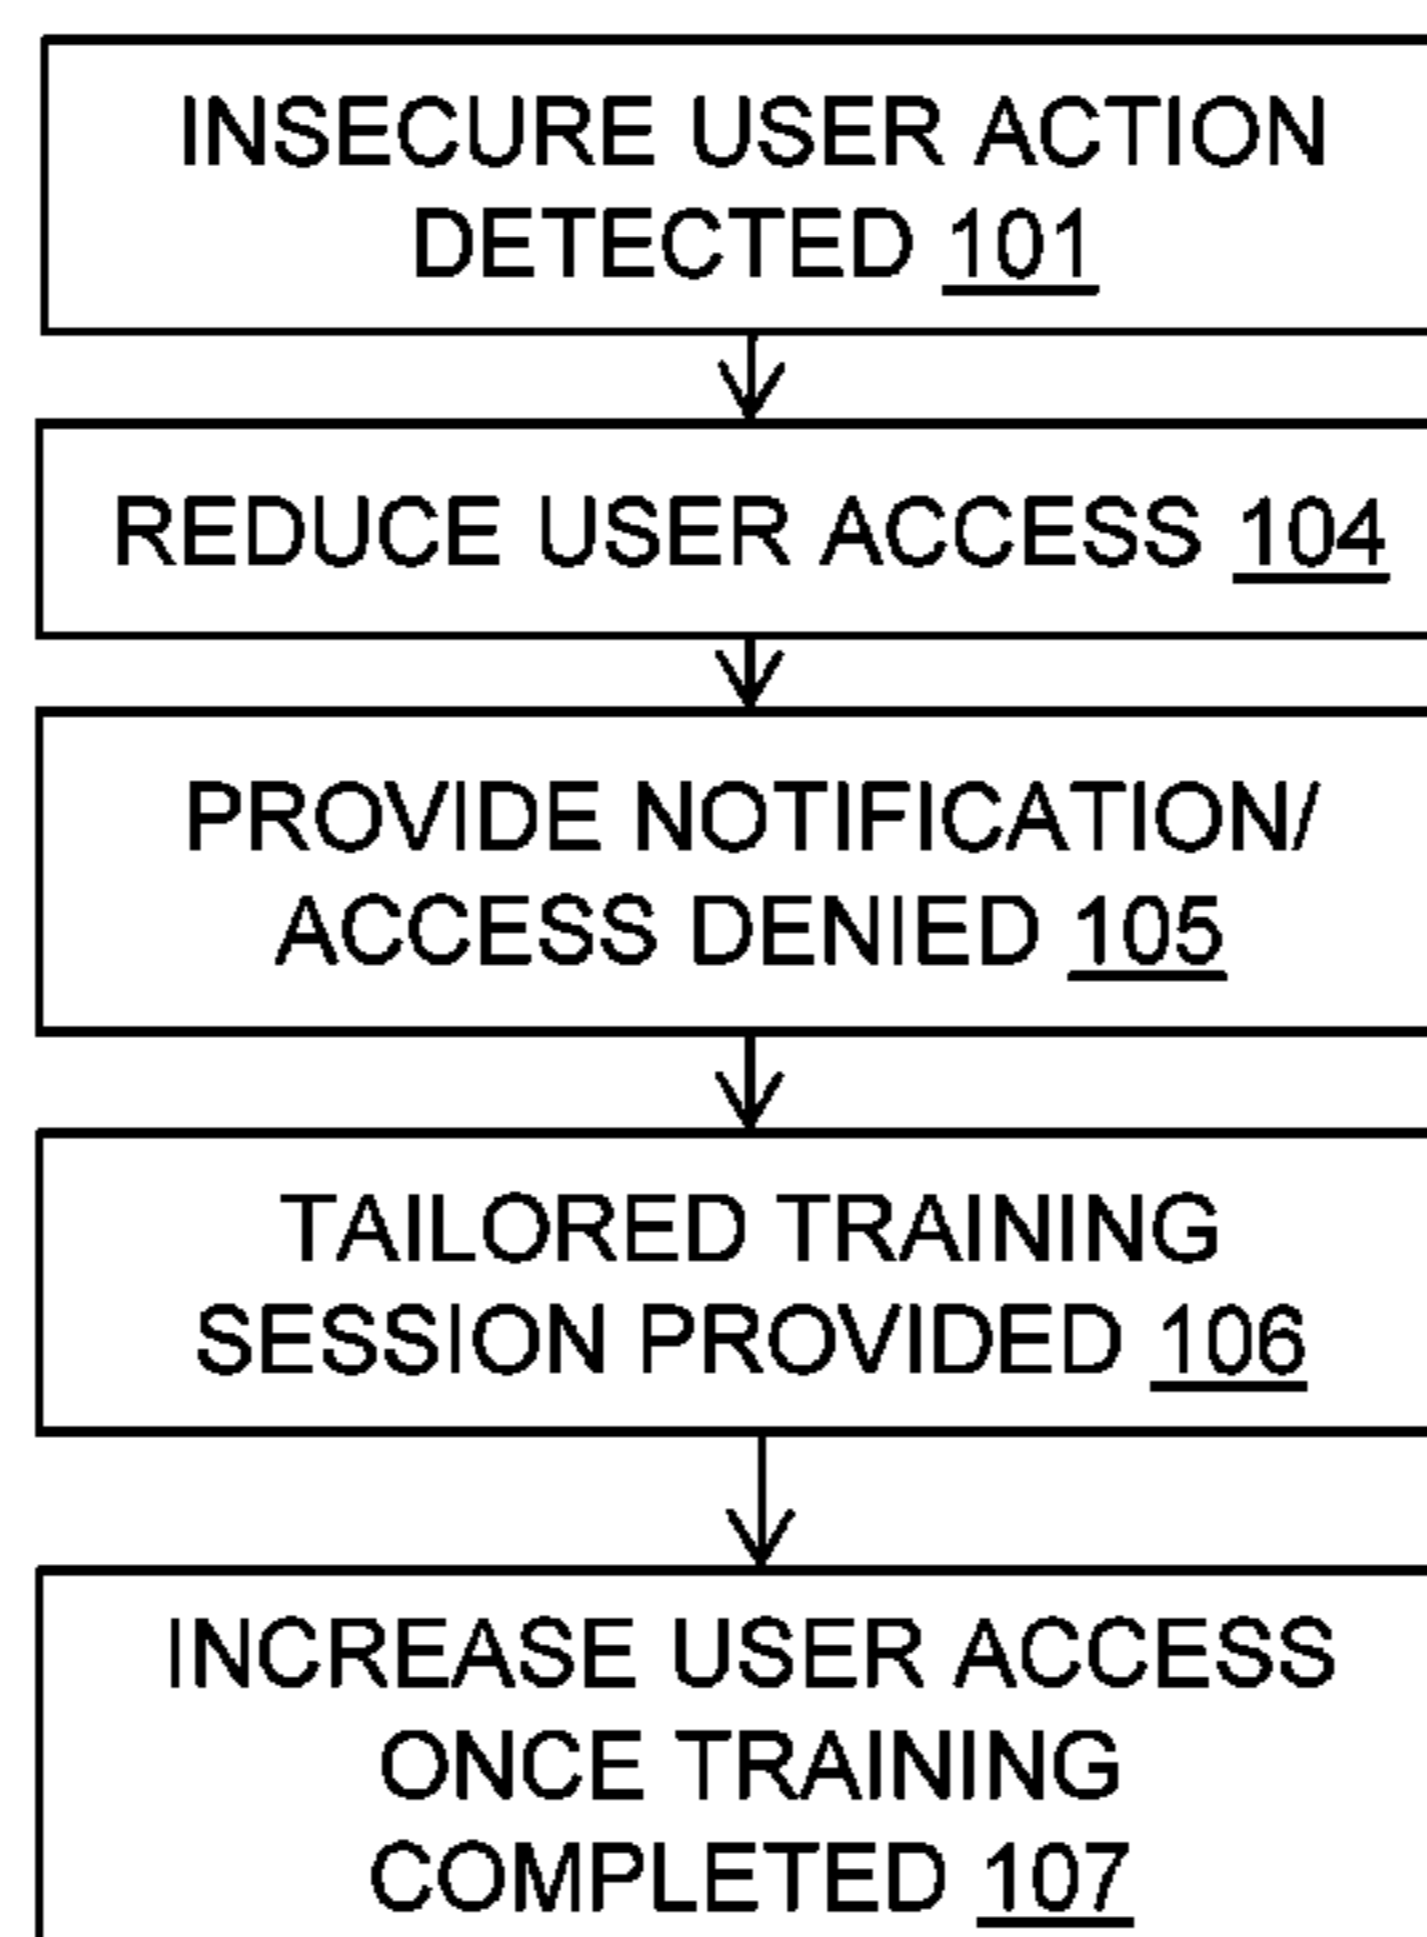 INSECURE USER ACTION
DETECTED 101
REDUCE USER ACCESS 104
PROVIDE NOTIFICATION/
ACCESS DENIED 105
TAILORED TRAINING
SESSION PROVIDED 106
INCREASE USER ACCESS
ONCE TRAINING
COMPLETED 107